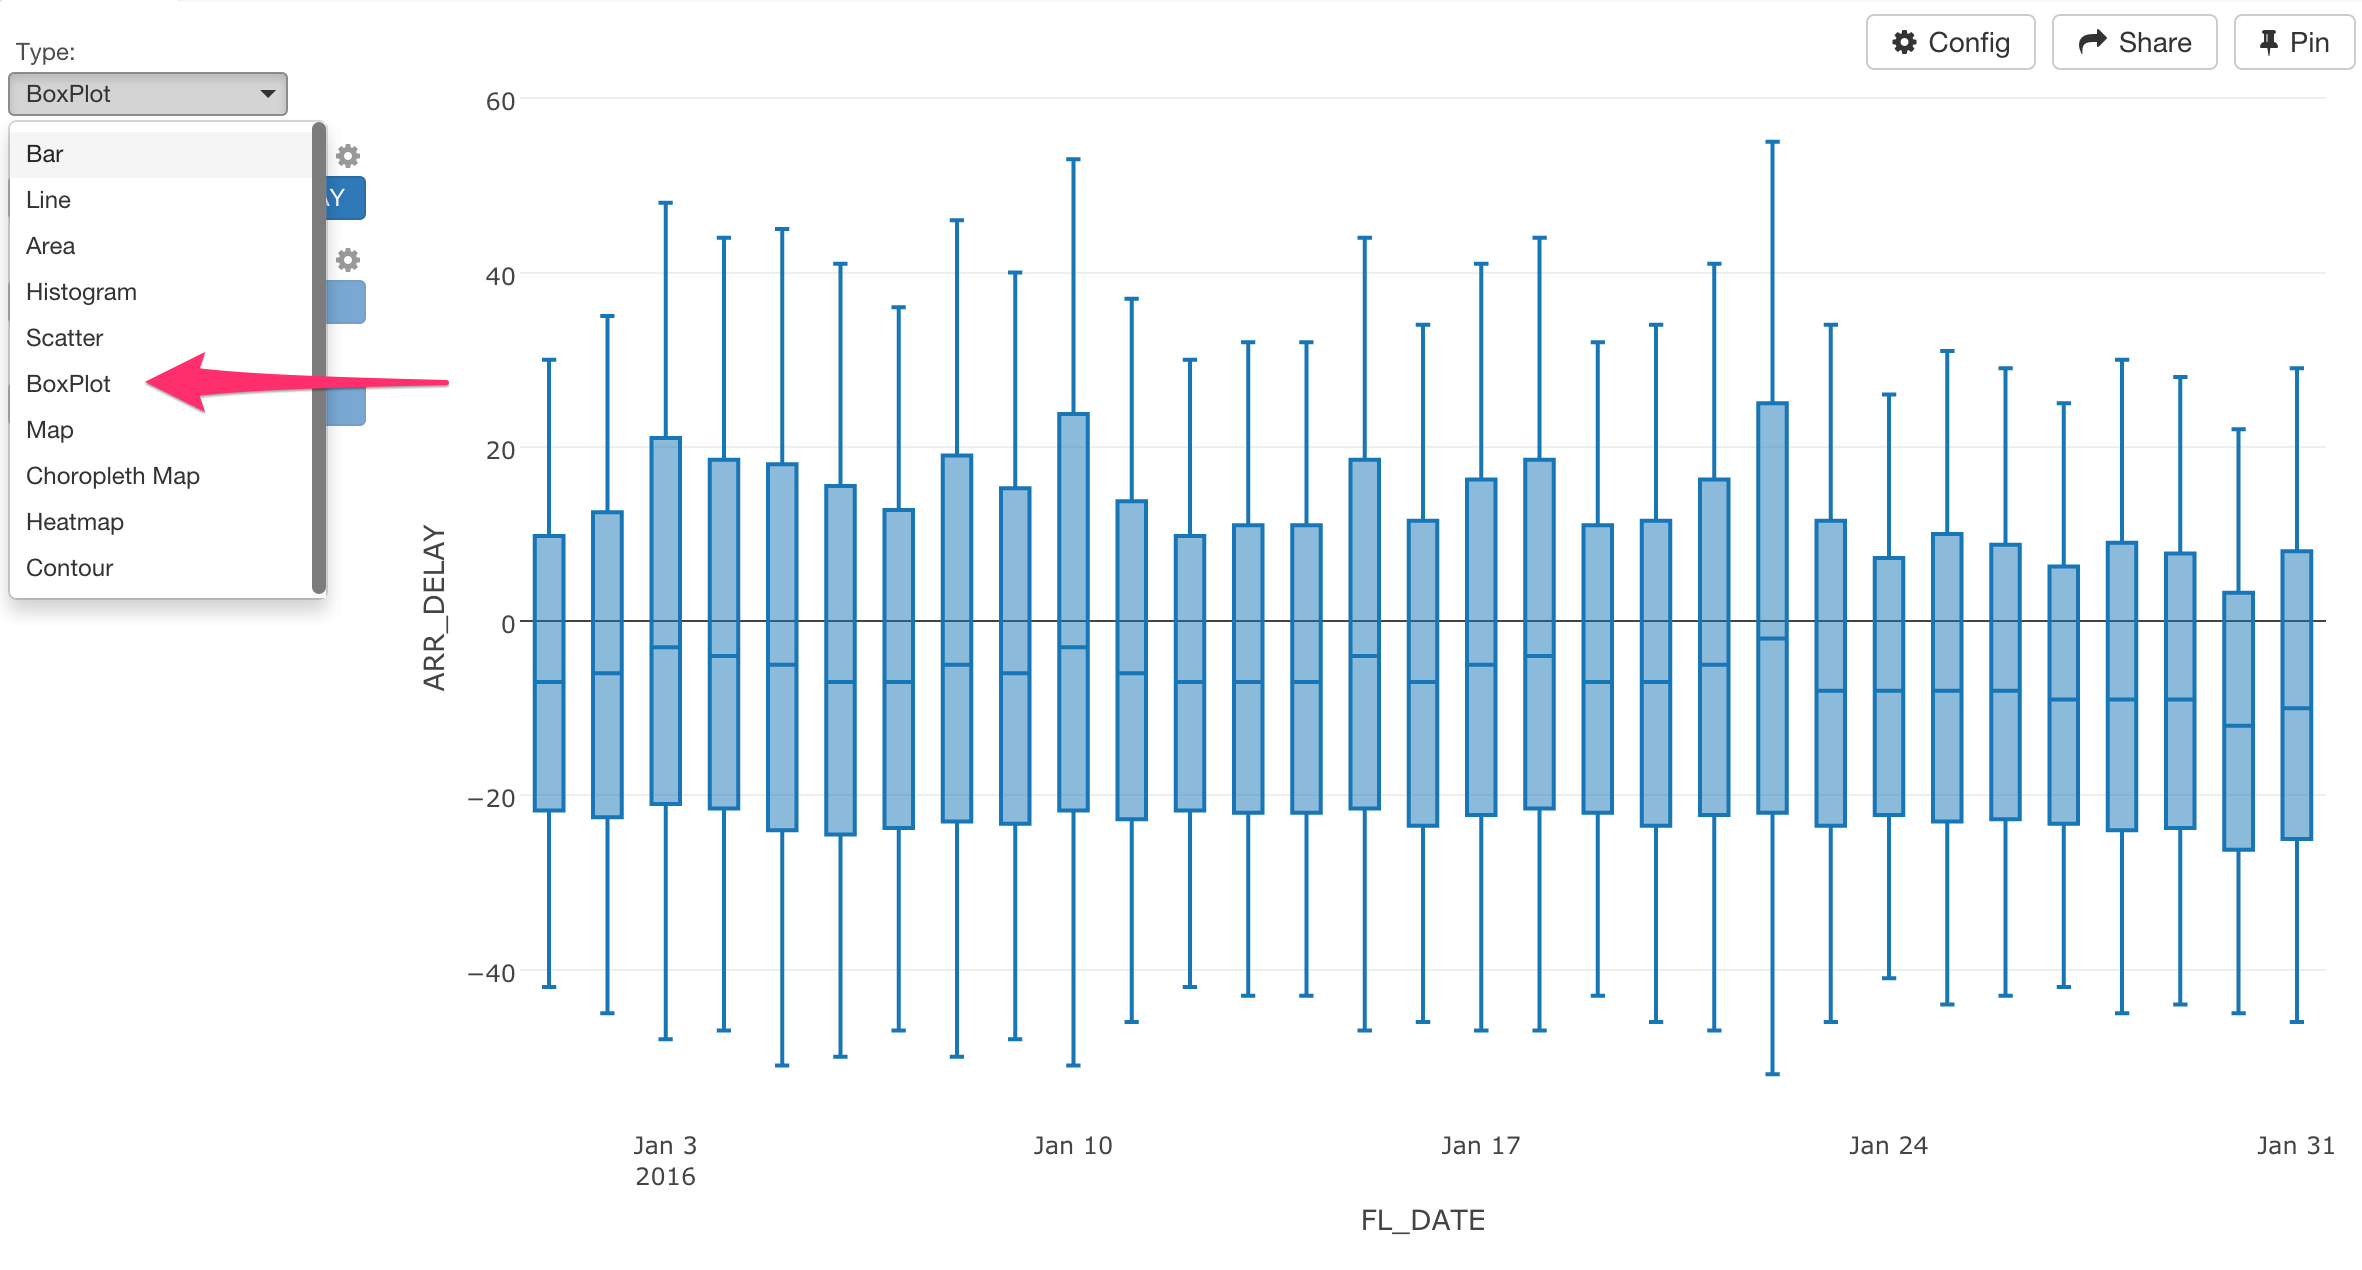 Type:
BoxPlot
Config
Share
Pin
Bar
Line
Area
Histogram
Scatter
BoxPlot
Map
Choropleth Map
Heatmap
Contour
AY
60
40
20
0
−20
−40
ARR_DELAY
Jan 3
2016
Jan 10
Jan 17
Jan 24
Jan 31
FL_DATE